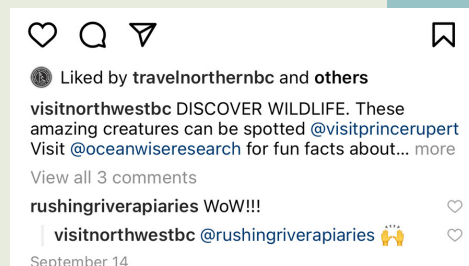 Liked by travelnorthernbc and others
visitnorthwestbc DISCOVER WILDLIFE. These
amazing creatures can be spotted @visitprincerupert
Visit @oceanwiseresearch for fun facts about... more
View all 3 comments
rushingriverapiaries WoW!!!
visitnorthwestbc @rushingriverapiaries 🙌
September 14